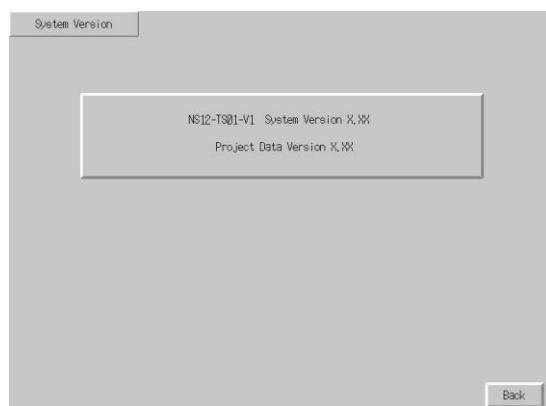 System Version
NS12-TS01-V1 System Version X.XX
Project Data Version X.XX
Back